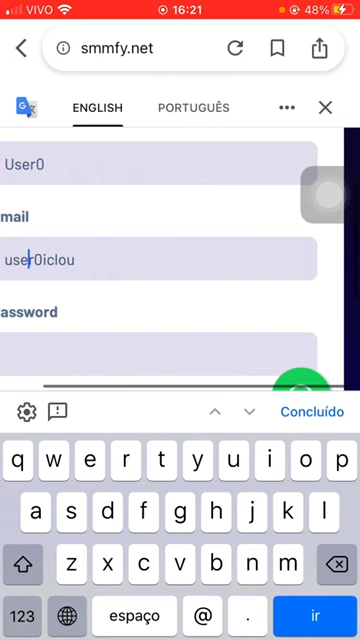 VIVO 16:21 48%
smmfy.net
ENGLISH PORTUGUÊS
User0
mail
user0iclou
assword
Concluído
q w e r t y u i o p
a s d f g h j k l
z x c v b n m
123 espaço @ . ir